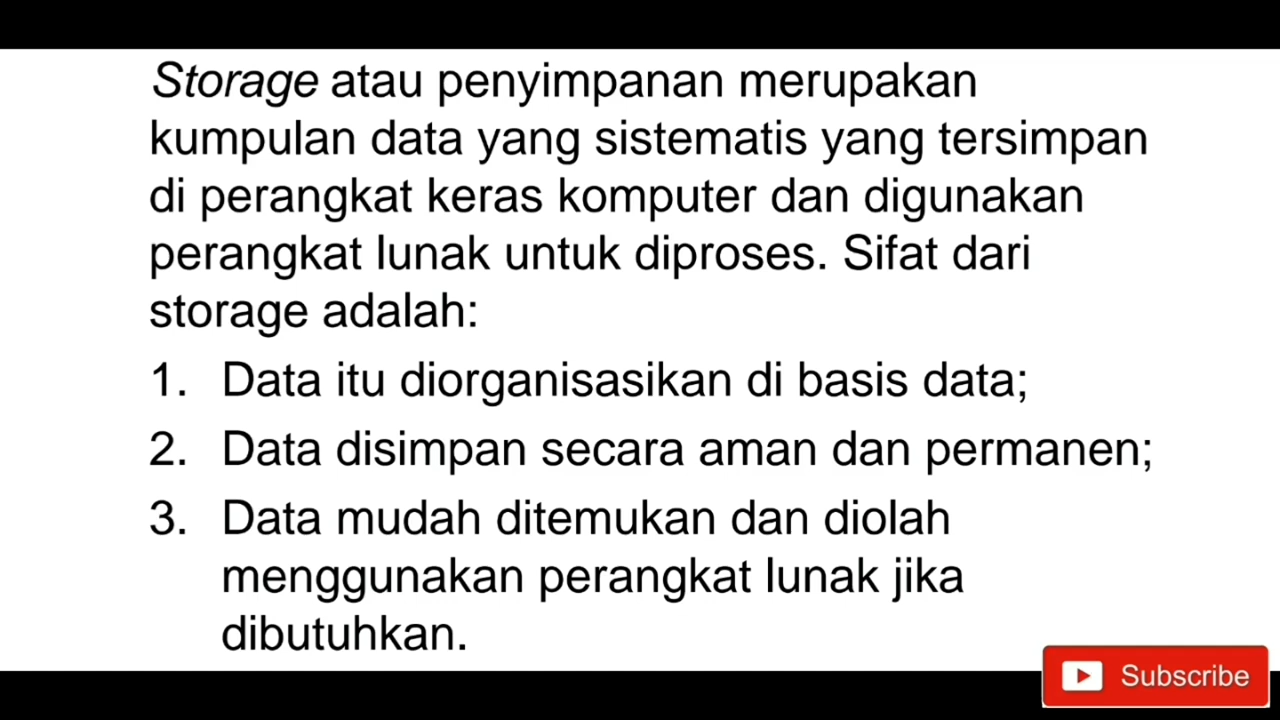 Storage atau penyimpanan merupakan
kumpulan data yang sistematis yang tersimpan
di perangkat keras komputer dan digunakan
perangkat lunak untuk diproses. Sifat dari
storage adalah:
1. Data itu diorganisasikan di basis data;
2. Data disimpan secara aman dan permanen;
3. Data mudah ditemukan dan diolah
menggunakan perangkat lunak jika
dibutuhkan.
Subscribe